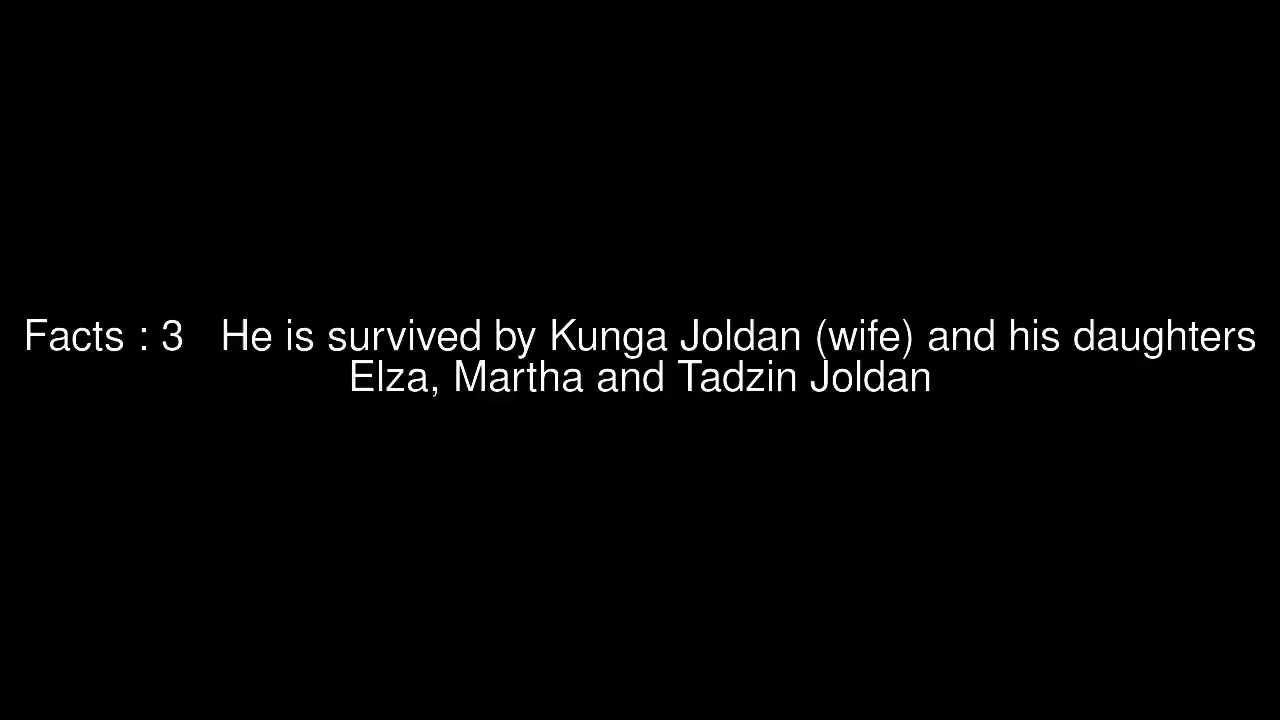 Facts : 3   He is survived by Kunga Joldan (wife) and his daughters
Elza, Martha and Tadzin Joldan